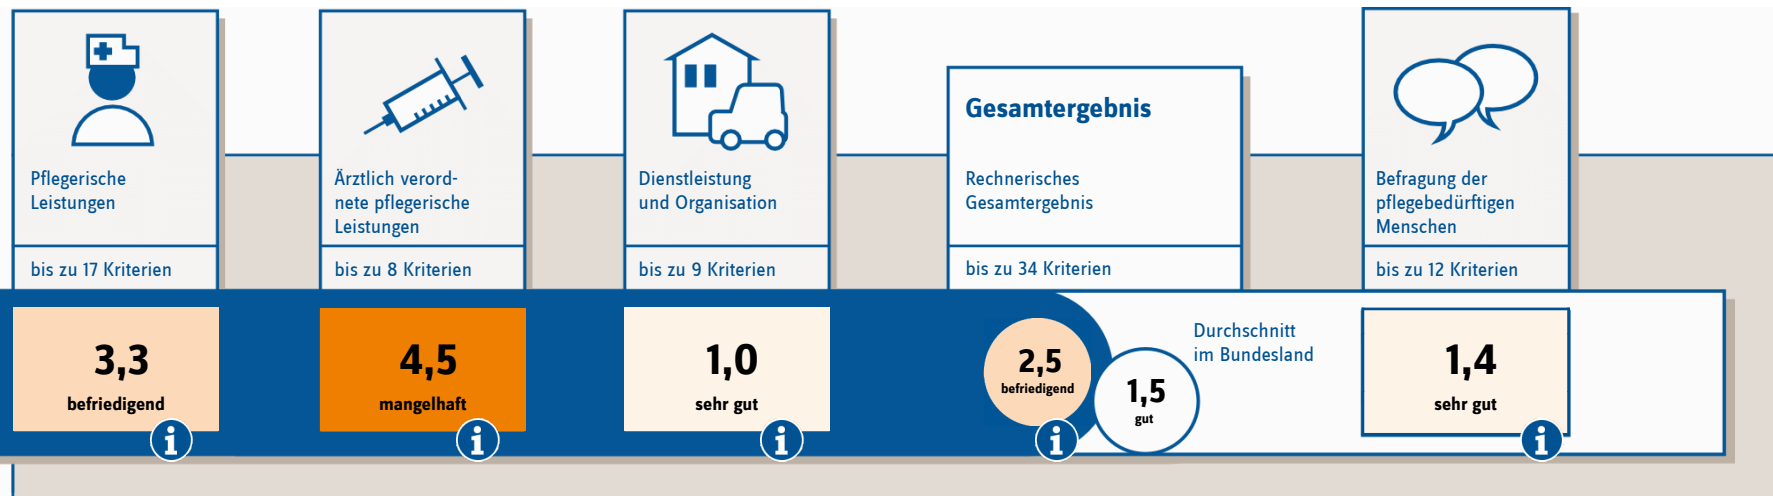 Pflegerische
Leistungen
bis zu 17 Kriterien
3,3
befriedigend
i
Ärztlich verord-
nete pflegerische
Leistungen
bis zu 8 Kriterien
4,5
mangelhaft
i
Dienstleistung
und Organisation
bis zu 9 Kriterien
1,0
sehr gut
i
Gesamtergebnis
Rechnerisches
Gesamtergebnis
bis zu 34 Kriterien
2,5
befriedigend
i
1,5
gut
Durchschnitt
im Bundesland
Befragung der
pflegebedürftigen
Menschen
bis zu 12 Kriterien
1,4
sehr gut
i